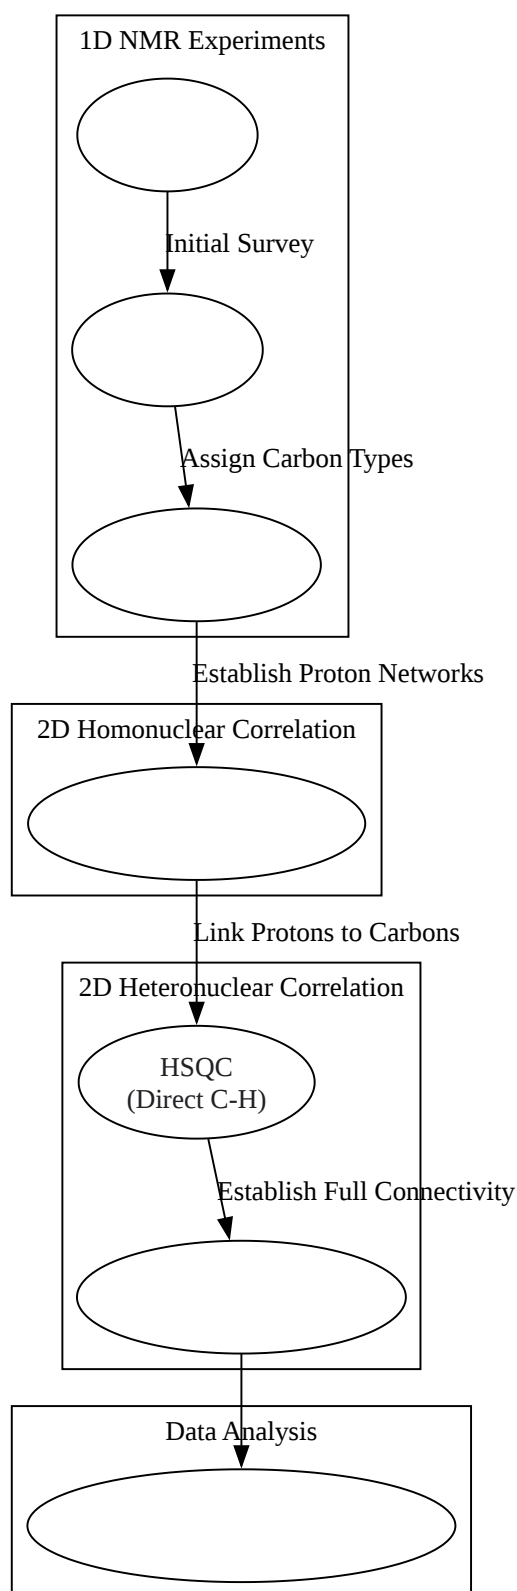 1D NMR Experiments
Initial Survey
Assign Carbon Types
Establish Proton Networks
2D Homonuclear Correlation
Link Protons to Carbons
2D Heteronuclear Correlation
HSQC
(Direct C-H)
Establish Full Connectivity
Data Analysis